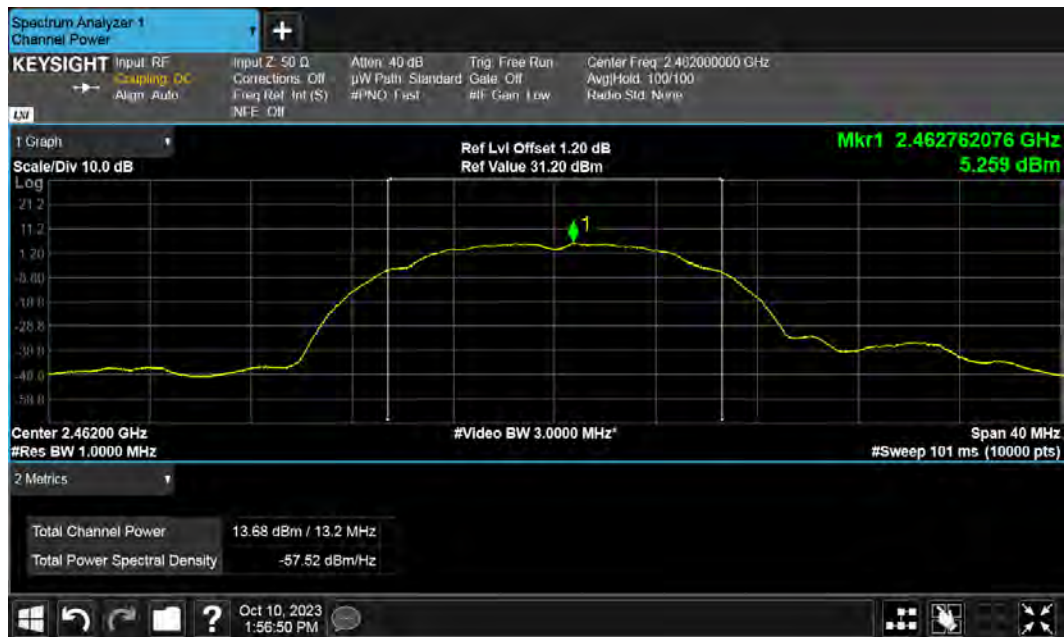 Spectrum Analyzer 1
Channel Power
KEYSIGHT Input: RF Input Z: 50 Ω Atten: 40 dB Trig: Free Run Center Freq: 2.462000000 GHz
Coupling: DC Corrections: Off µW Path: Standard Gate: Off Avg|Hold: 100/100
Align: Auto Freq Ref: Int (S) #PNO: Fast #IF Gain: Low Radio Std: None
LXI NFE: Off
1 Graph Ref Lvl Offset 1.20 dB Mkr1 2.462762076 GHz
Scale/Div 10.0 dB Ref Value 31.20 dBm 5.259 dBm
Log
21.2
11.2
1
1.20
-8.80
-18.8
-28.8
-38.8
-48.8
-58.8
Center 2.46200 GHz #Video BW 3.0000 MHz* Span 40 MHz
#Res BW 1.0000 MHz #Sweep 101 ms (10000 pts)
2 Metrics
Total Channel Power 13.68 dBm / 13.2 MHz
Total Power Spectral Density -57.52 dBm/Hz
? Oct 10, 2023
1:56:50 PM